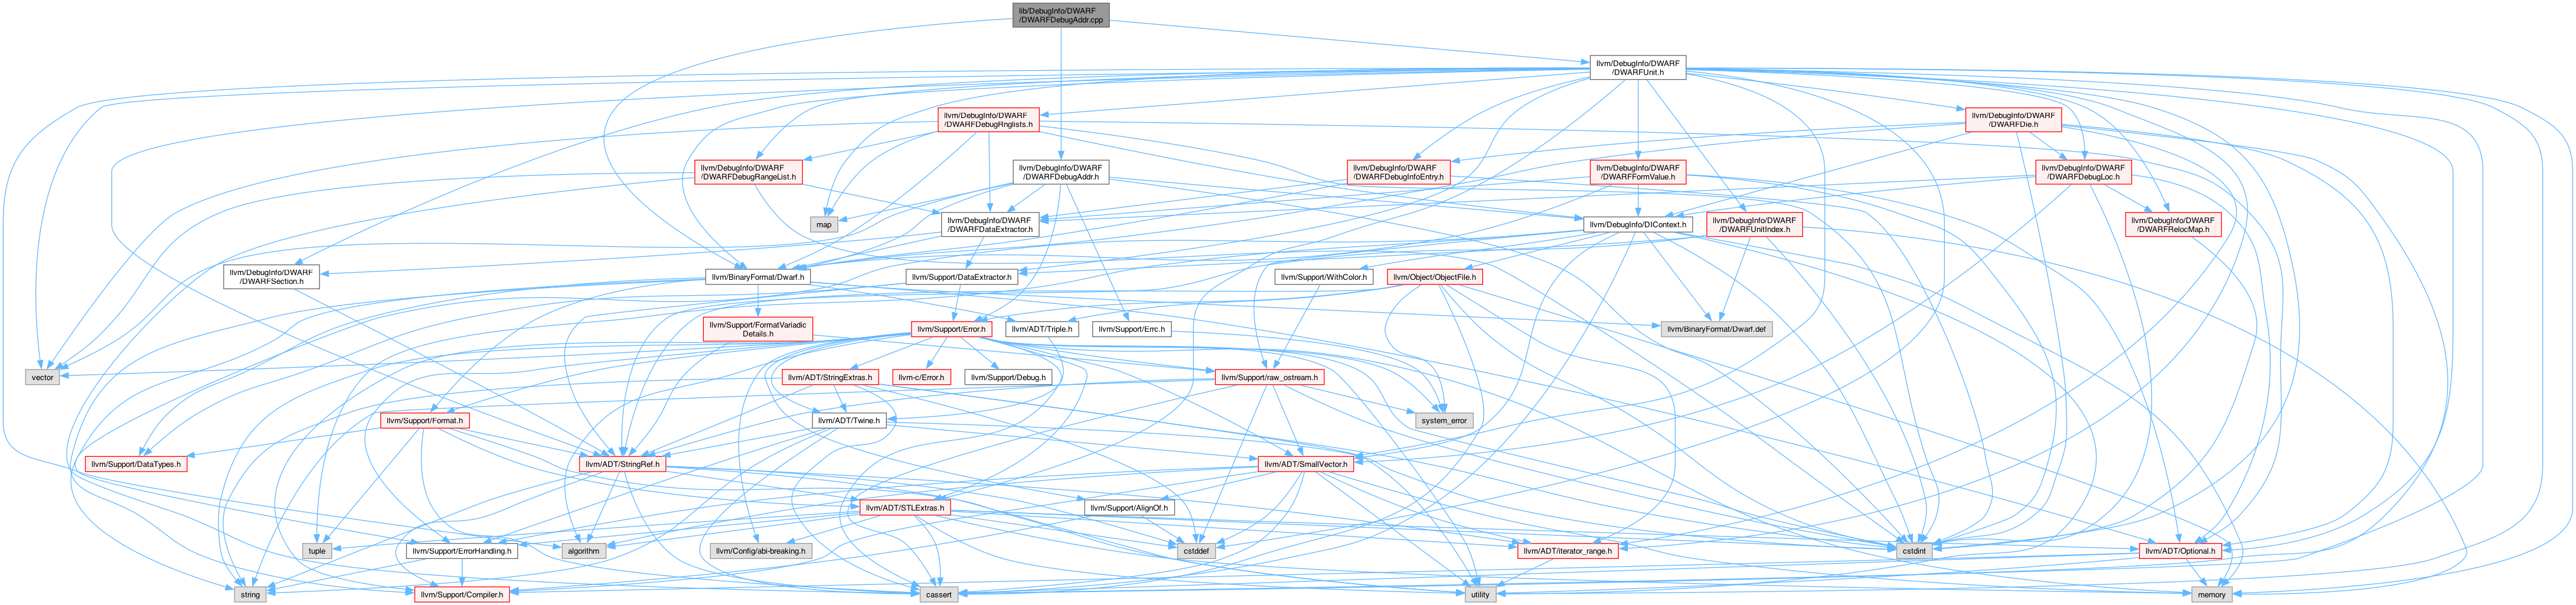 lib/DebugInfo/DWARF
/DWARFDebugAddr.cpp
llvm/DebugInfo/DWARF
/DWARFUnit.h
llvm/DebugInfo/DWARF
/DWARFDebugRnglists.h
llvm/DebugInfo/DWARF
/DWARFDie.h
llvm/DebugInfo/DWARF
/DWARFDebugRangeList.h
llvm/DebugInfo/DWARF
/DWARFDebugAddr.h
llvm/DebugInfo/DWARF
/DWARFDebugInfoEntry.h
llvm/DebugInfo/DWARF
/DWARFFormValue.h
llvm/DebugInfo/DWARF
/DWARFDebugLoc.h
map
llvm/DebugInfo/DWARF
/DWARFDataExtractor.h
llvm/DebugInfo/DIContext.h
llvm/DebugInfo/DWARF
/DWARFUnitIndex.h
llvm/DebugInfo/DWARF
/DWARFRelocMap.h
llvm/DebugInfo/DWARF
/DWARFSection.h
llvm/BinaryFormat/Dwarf.h
llvm/Support/DataExtractor.h
llvm/Support/WithColor.h
llvm/Object/ObjectFile.h
llvm/Support/FormatVariadic
Details.h
llvm/Support/Error.h
llvm/ADT/Triple.h
llvm/Support/Errc.h
llvm/BinaryFormat/Dwarf.def
vector
llvm/ADT/StringExtras.h
llvm-c/Error.h
llvm/Support/Debug.h
llvm/Support/raw_ostream.h
llvm/Support/Format.h
llvm/ADT/Twine.h
system_error
llvm/Support/DataTypes.h
llvm/ADT/StringRef.h
llvm/ADT/SmallVector.h
llvm/ADT/STLExtras.h
llvm/Support/AlignOf.h
tuple
llvm/Support/ErrorHandling.h
algorithm
llvm/Config/abi-breaking.h
cstddef
llvm/ADT/iterator_range.h
cstdint
llvm/ADT/Optional.h
string
llvm/Support/Compiler.h
cassert
utility
memory